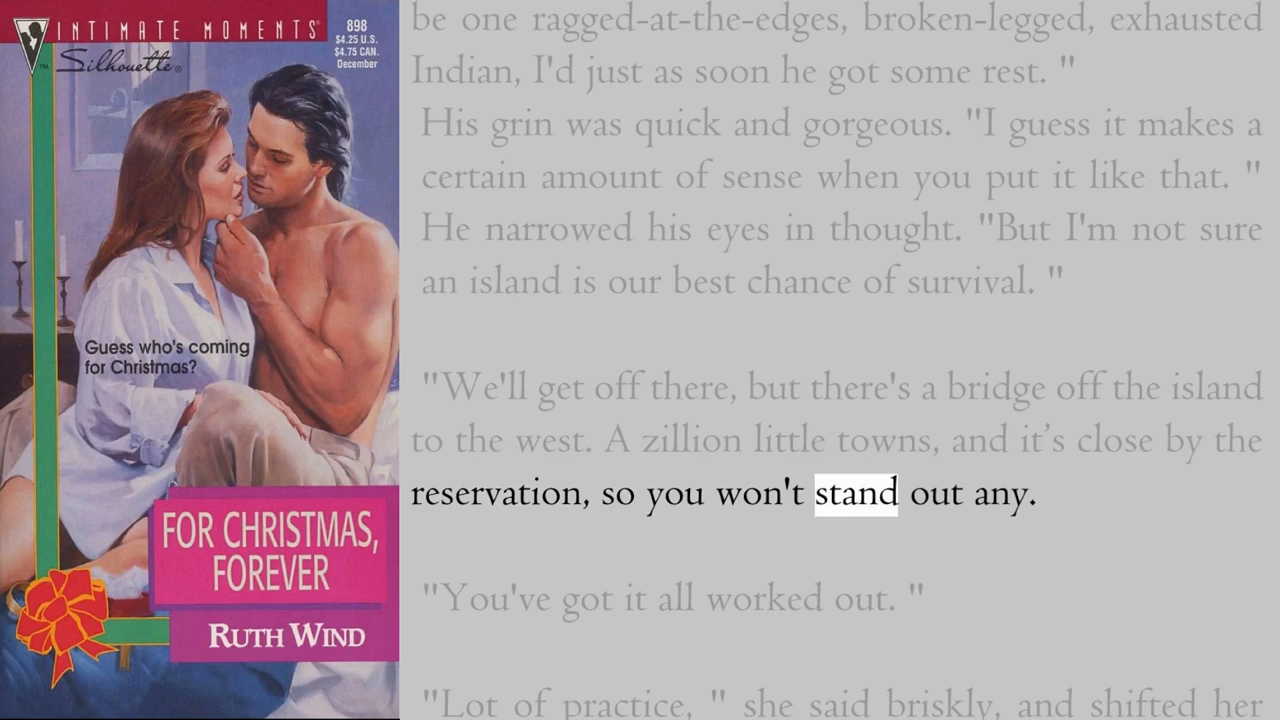 INTIMATE MOMENTS®
898
$4.25 U.S.
$4.75 CAN.
December
TM
Silhouette®
Guess who's coming
for Christmas?
FOR CHRISTMAS,
FOREVER
RUTH WIND
be one ragged-at-the-edges, broken-legged, exhausted
Indian, I'd just as soon he got some rest. "
His grin was quick and gorgeous. "I guess it makes a
certain amount of sense when you put it like that. "
He narrowed his eyes in thought. "But I'm not sure
an island is our best chance of survival. "
"We'll get off there, but there's a bridge off the island
to the west. A zillion little towns, and it’s close by the
reservation, so you won't stand out any.
"You've got it all worked out. "
"Lot of practice, " she said briskly, and shifted her